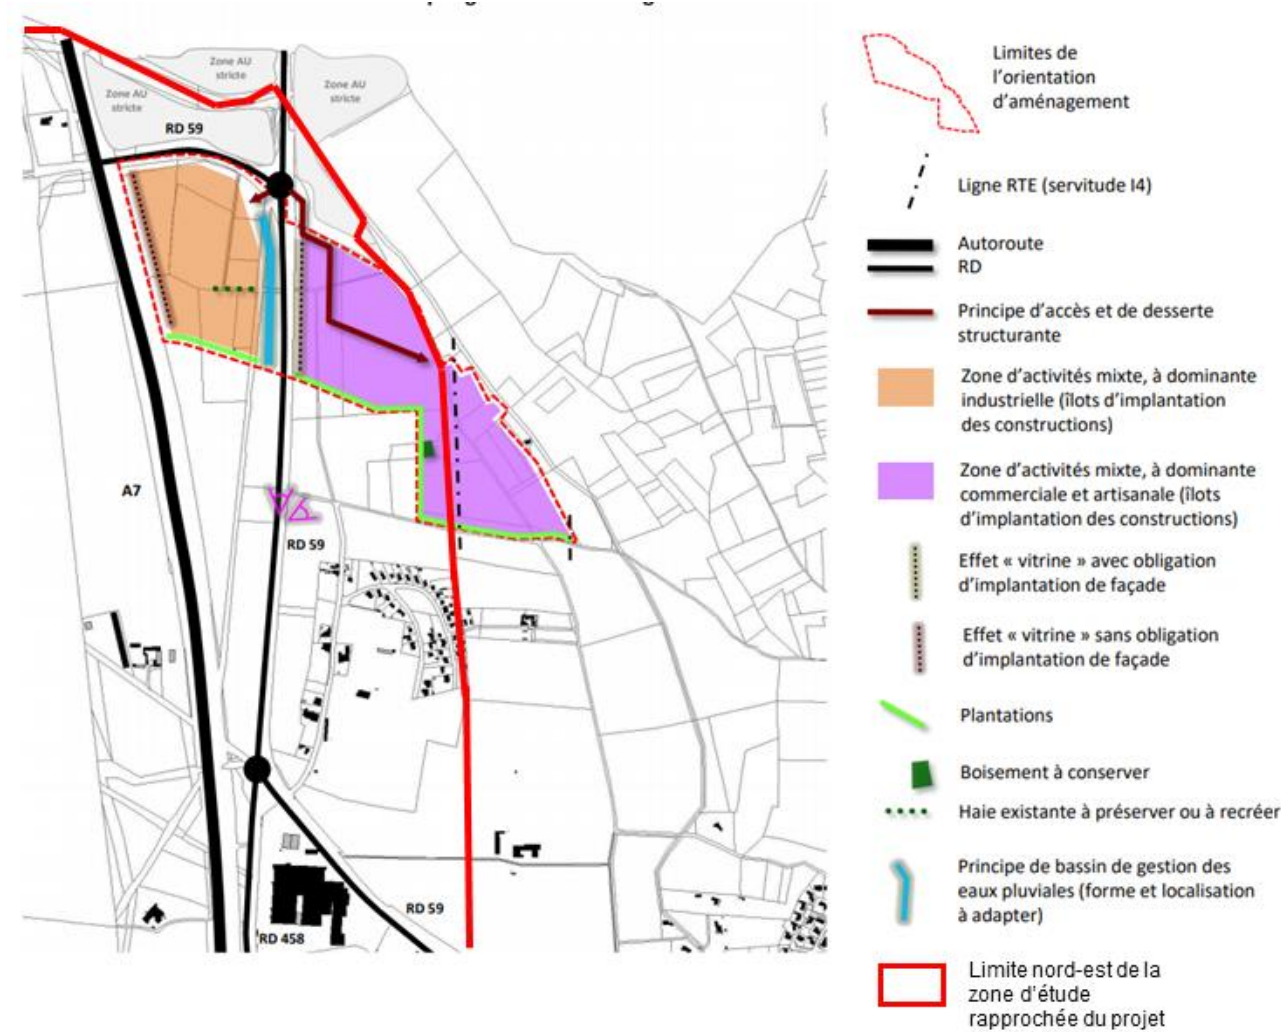 Zone AU
stricte
Zone AU
stricte
Zone AU
stricte
RD 59
A7
RD 59
RD 59
RD 458
Limites de
l'orientation
d'aménagement
Ligne RTE (servitude I4)
Autoroute
RD
Principe d'accès et de desserte
structurante
Zone d'activités mixte, à dominante
industrielle (îlots d'implantation
des constructions)
Zone d'activités mixte, à dominante
commerciale et artisanale (îlots
d'implantation des constructions)
Effet « vitrine » avec obligation
d'implantation de façade
Effet « vitrine » sans obligation
d'implantation de façade
Plantations
Boisement à conserver
Haie existante à préserver ou à recréer
Principe de bassin de gestion des
eaux pluviales (forme et localisation
à adapter)
Limite nord-est de la
zone d'étude
rapprochée du projet